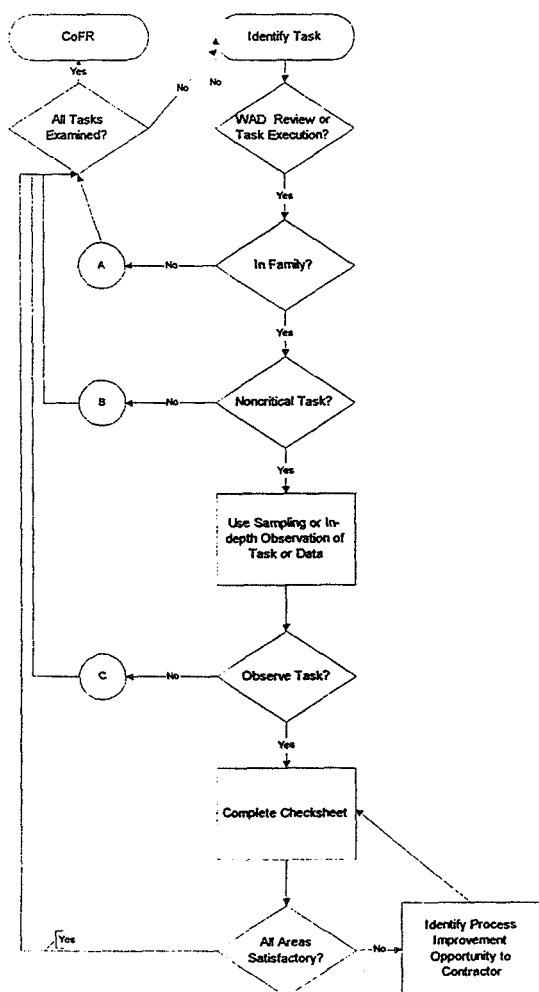 CoFR
Identify Task
Yes
No
No
All Tasks
Examined?
WAD Review or
Task Execution?
Yes
A
No
In Family?
Yes
B
No
Noncritical Task?
Yes
Use Sampling or In-
depth Observation of
Task or Data
C
No
Observe Task?
Yes
Complete Checksheet
Yes
All Areas
Satisfactory?
No
Identify Process
Improvement
Opportunity to
Contractor